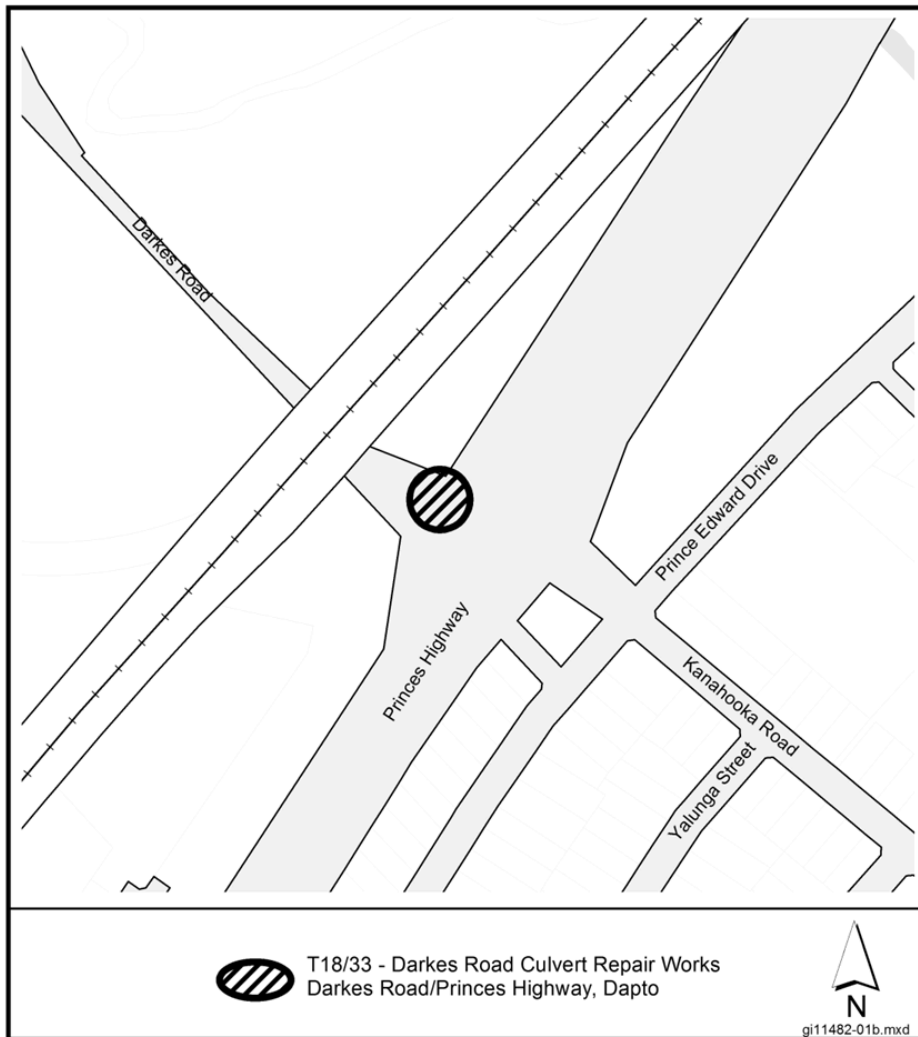 Darkes Road
Prince Edward Drive
Princes Highway
Kanahooka Road
Yalunga Street
T18/33 - Darkes Road Culvert Repair Works
Darkes Road/Princes Highway, Dapto
N
gi11482-01b.mxd